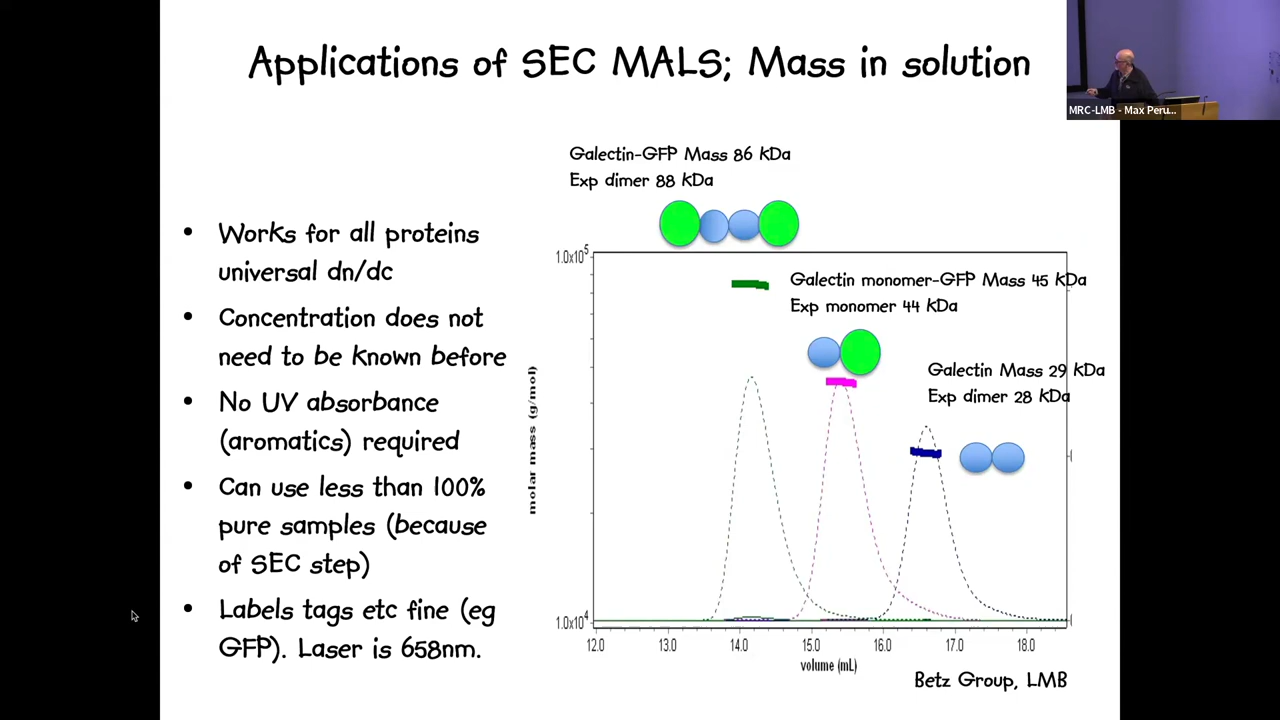 Applications of SEC MALS; Mass in solution
MRC-LMB - Max Peru...
Galectin-GFP Mass 86 KDa
Exp dimer 88 KDa
• Works for all proteins
universal dn/dc
• Concentration does not
need to be known before
• No UV absbance
(aromatics) required
• Can use less than 100%
pure samples (because
of SEC step)
• Labels tags etc fine (eg
GFP). Laser is 658nm.
1.0x10⁵
Galectin monomer-GFP Mass 45 KDa
Exp monomer 44 KDa
Galectin Mass 29 KDa
Exp dimer 28 KDa
molar mass (g/mol)
1.0x10⁴
12.0 13.0 14.0 15.0 16.0 17.0 18.0
volume (mL)
Betz Group, LMB